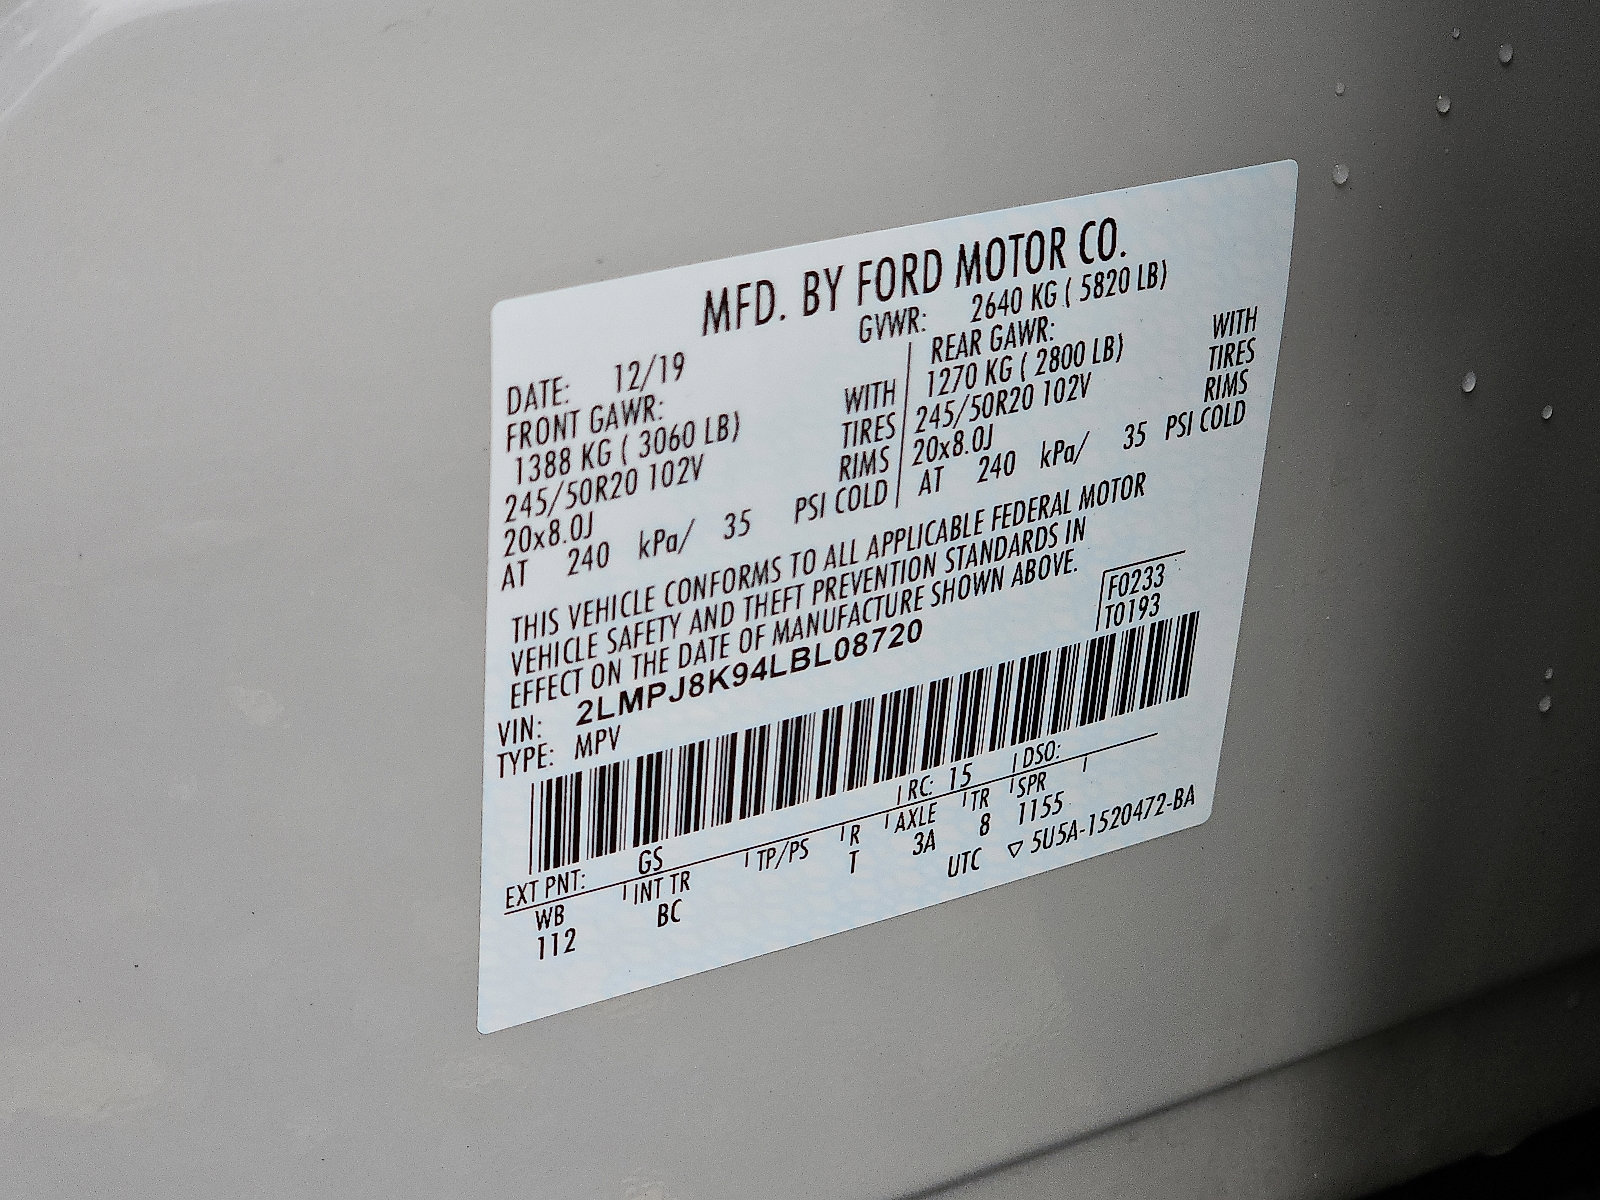 MFD. BY FORD MOTOR CO.
DATE: 12/19 GVWR: 2640 KG ( 5820 LB)
FRONT GAWR: REAR GAWR:
1388 KG ( 3060 LB) WITH 1270 KG ( 2800 LB) WITH
245/50R20 102V TIRES 245/50R20 102V TIRES
20x8.0J RIMS 20x8.0J RIMS
AT 240 kPa/ 35 PSI COLD AT 240 kPa/ 35 PSI COLD
THIS VEHICLE CONFORMS TO ALL APPLICABLE FEDERAL MOTOR
VEHICLE SAFETY AND THEFT PREVENTION STANDARDS IN
EFFECT ON THE DATE OF MANUFACTURE SHOWN ABOVE.
F0233
T0193
VIN: 2LMPJ8K94LBL08720
TYPE: MPV
EXT PNT: GS RC: 15 DSO:
WB INT TR TP/PS R AXLE TR SPR
112 BC T 3A 8 1155
UTC ▽ 5U5A-1520472-BA